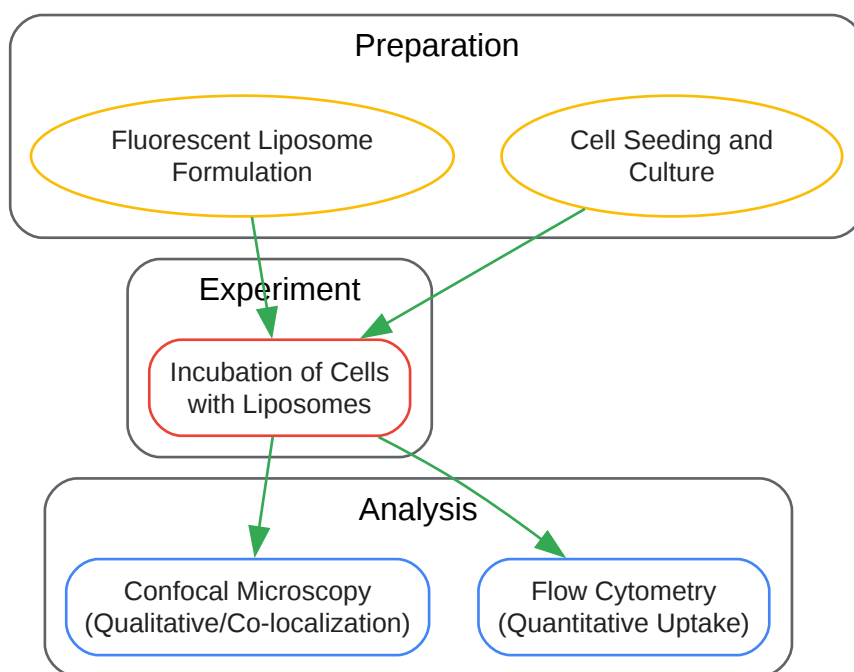 Preparation
Fluorescent Liposome
Formulation
Cell Seeding and
Culture
Experiment
Incubation of Cells
with Liposomes
Analysis
Confocal Microscopy
(Qualitative/Co-localization)
Flow Cytometry
(Quantitative Uptake)